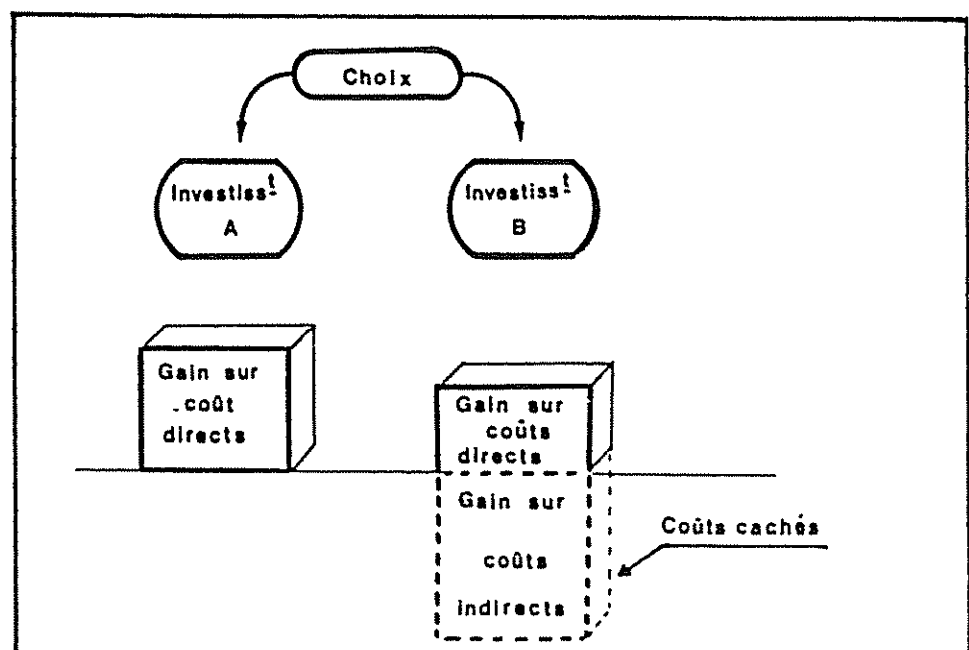 Choix
Investiss t
A
Investiss t
B
Gain sur
coût
directs
Gain sur
coûts
directs
Gain sur
coûts
indirects
Coûts cachés